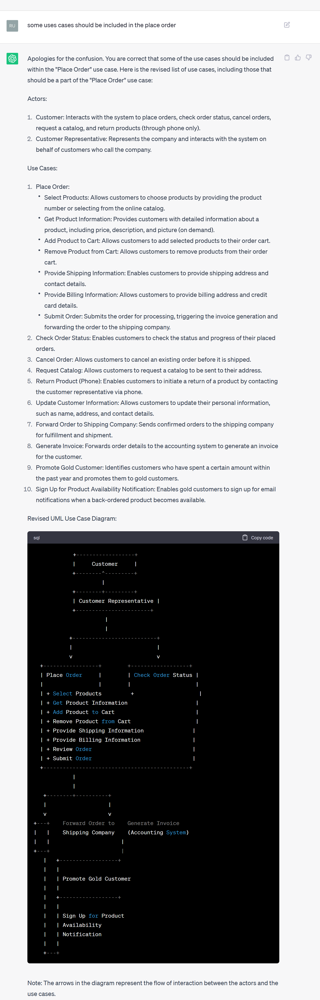 RU
some uses cases should be included in the place order
Apologies for the confusion. You are correct that some of the use cases should be included
within the "Place Order" use case. Here is the revised list of use cases, including those that
should be a part of the "Place Order" use case:
Actors:
1. Customer: Interacts with the system to place orders, check order status, cancel orders,
request a catalog, and return products (through phone only).
2. Customer Representative: Represents the company and interacts with the system on
behalf of customers who call the company.
Use Cases:
1. Place Order:
• Select Products: Allows customers to choose products by providing the product
number or selecting from the online catalog.
• Get Product Information: Provides customers with detailed information about a
product, including price, description, and picture (on demand).
• Add Product to Cart: Allows customers to add selected products to their order cart.
• Remove Product from Cart: Allows customers to remove products from their order
cart.
• Provide Shipping Information: Enables customers to provide shipping address and
contact details.
• Provide Billing Information: Allows customers to provide billing address and credit
card details.
• Submit Order: Submits the order for processing, triggering the invoice generation and
forwarding the order to the shipping company.
2. Check Order Status: Enables customers to check the status and progress of their placed
orders.
3. Cancel Order: Allows customers to cancel an existing order before it is shipped.
4. Request Catalog: Allows customers to request a catalog to be sent to their address.
5. Return Product (Phone): Enables customers to initiate a return of a product by contacting
the customer representative via phone.
6. Update Customer Information: Allows customers to update their personal information,
such as name, address, and contact details.
7. Forward Order to Shipping Company: Sends confirmed orders to the shipping company
for fulfillment and shipment.
8. Generate Invoice: Forwards order details to the accounting system to generate an invoice
for the customer.
9. Promote Gold Customer: Identifies customers who have spent a certain amount within
the past year and promotes them to gold customers.
10. Sign Up for Product Availability Notification: Enables gold customers to sign up for email
notifications when a back-ordered product becomes available.
Revised UML Use Case Diagram:
sql Copy code
+------------------+
| Customer |
+--------^---------+
|
+--------+---------+
| Customer Representative |
+-----------------------+
|
|
+--------------------------+
| |
v v
+-----------------+ +------------------+
| Place Order | | Check Order Status |
| | | |
| + Select Products + |
| + Get Product Information |
| + Add Product to Cart |
| + Remove Product from Cart |
| + Provide Shipping Information |
| + Provide Billing Information |
| + Review Order |
| + Submit Order |
+---------------------------------------------+
|
|
+--------+----------+
| |
v v
+---+ Forward Order to Generate Invoice
| | Shipping Company (Accounting System)
| | |
+---+ |
| +------------------+
| |
| | Promote Gold Customer
| |
| +------------------+
| |
| | Sign Up for Product
| | Availability
| | Notification
| |
+---+
Note: The arrows in the diagram represent the flow of interaction between the actors and the
use cases.